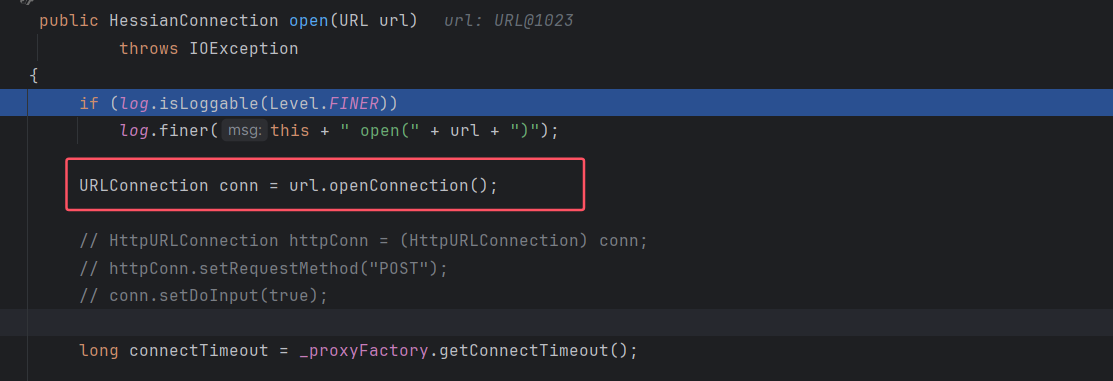 public HessianConnection open(URL url)   url: URL@1023
        throws IOException
{
    if (log.isLoggable(Level.FINER))
        log.finer( msg: this + " open(" + url + ")");
    URLConnection conn = url.openConnection();
    // HttpURLConnection httpConn = (HttpURLConnection) conn;
    // httpConn.setRequestMethod("POST");
    // conn.setDoInput(true);
    long connectTimeout = _proxyFactory.getConnectTimeout();